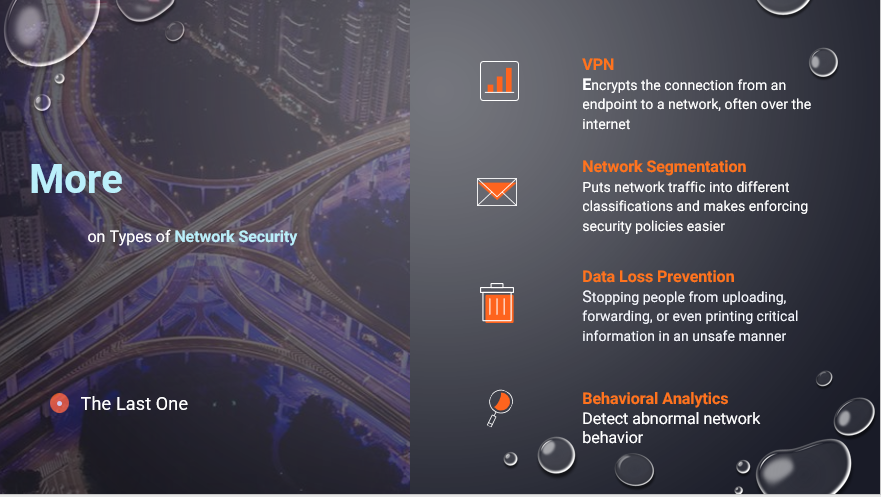 More
on Types of Network Security
The Last One
VPN
Encrypts the connection from an
endpoint to a network, often over the
internet
Network Segmentation
Puts network traffic into different
classifications and makes enforcing
security policies easier
Data Loss Prevention
Stopping people from uploading,
forwarding, or even printing critical
information in an unsafe manner
Behavioral Analytics
Detect abnormal network
behavior